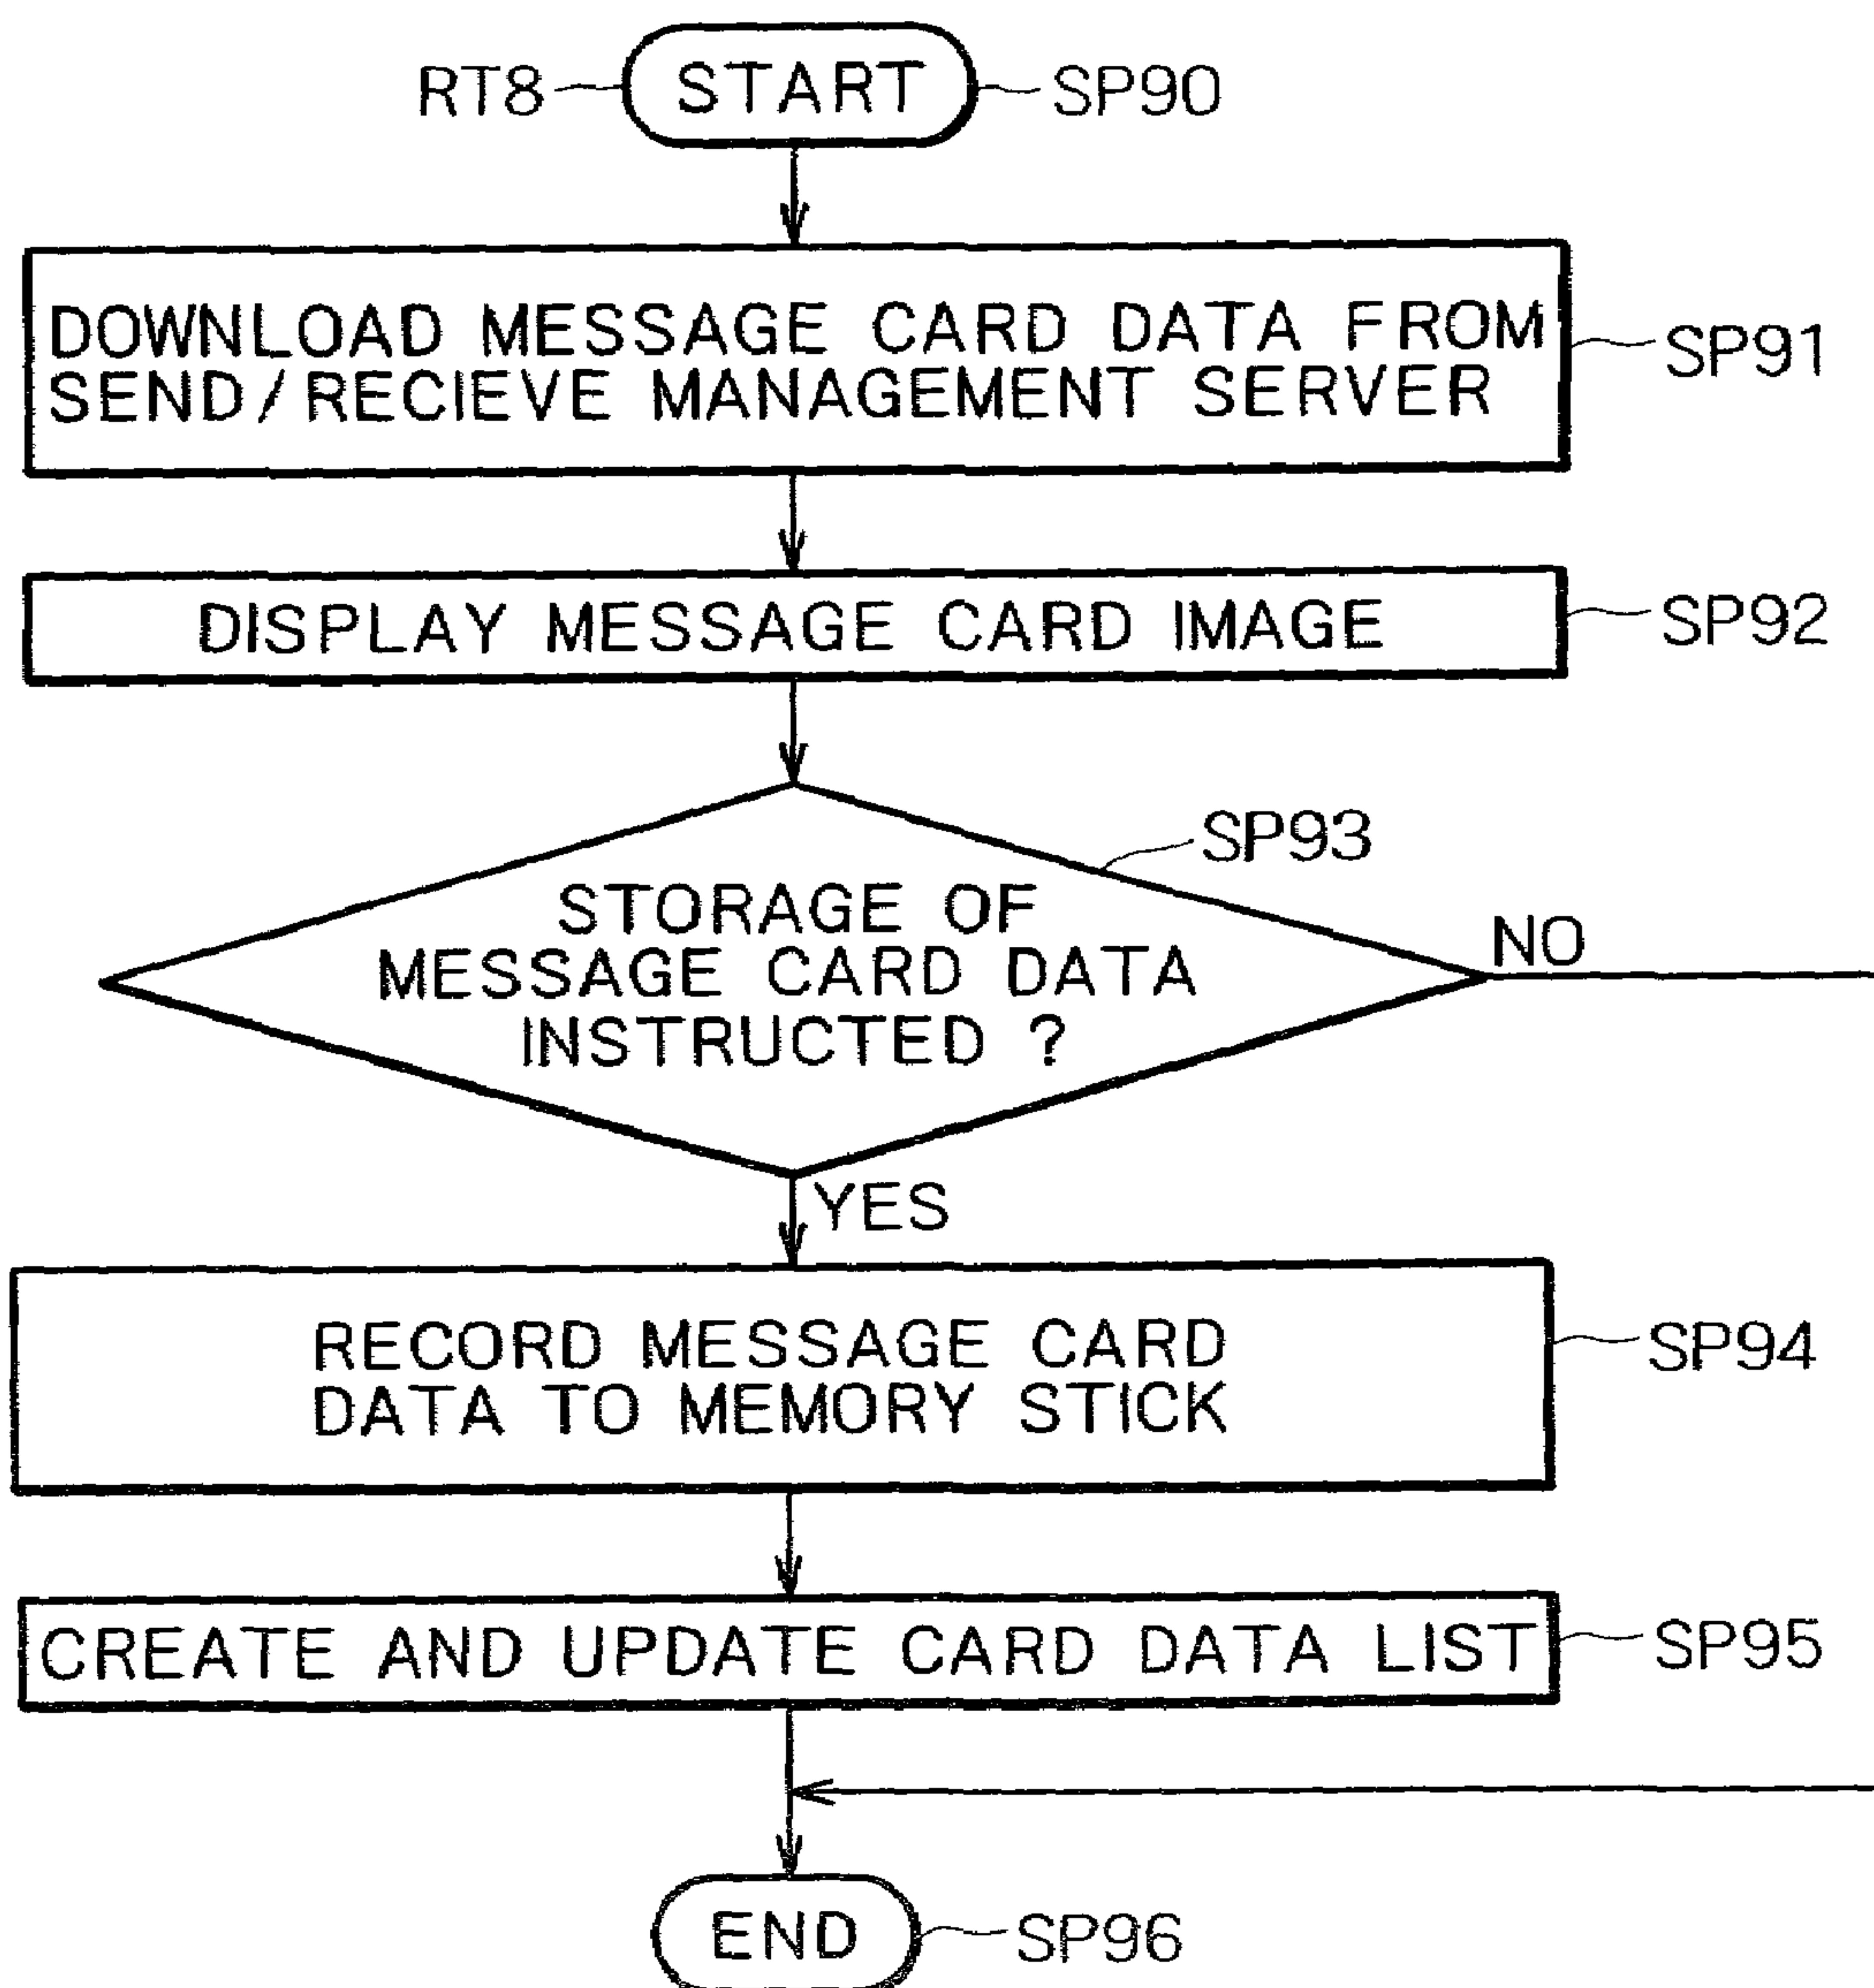 RT8 START SP90
DOWNLOAD MESSAGE CARD DATA FROM
SEND/RECIEVE MANAGEMENT SERVER
SP91
DISPLAY MESSAGE CARD IMAGE
SP92
SP93
STORAGE OF
MESSAGE CARD DATA
INSTRUCTED ?
NO
YES
RECORD MESSAGE CARD
DATA TO MEMORY STICK
SP94
CREATE AND UPDATE CARD DATA LIST
SP95
END SP96